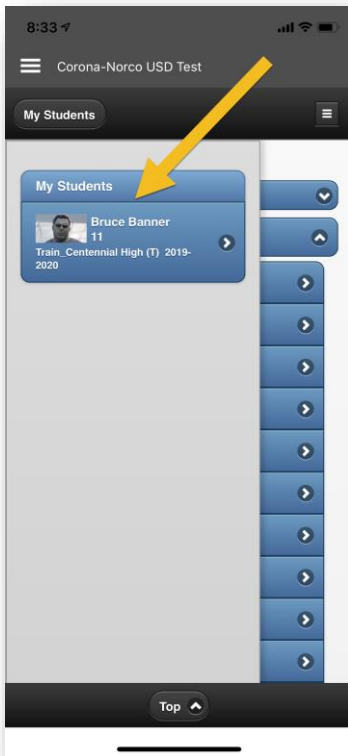 8:33
Corona-Norco USD Test
My Students
My Students
Bruce Banner
11
Train_Centennial High (T) 2019-
2020
Top